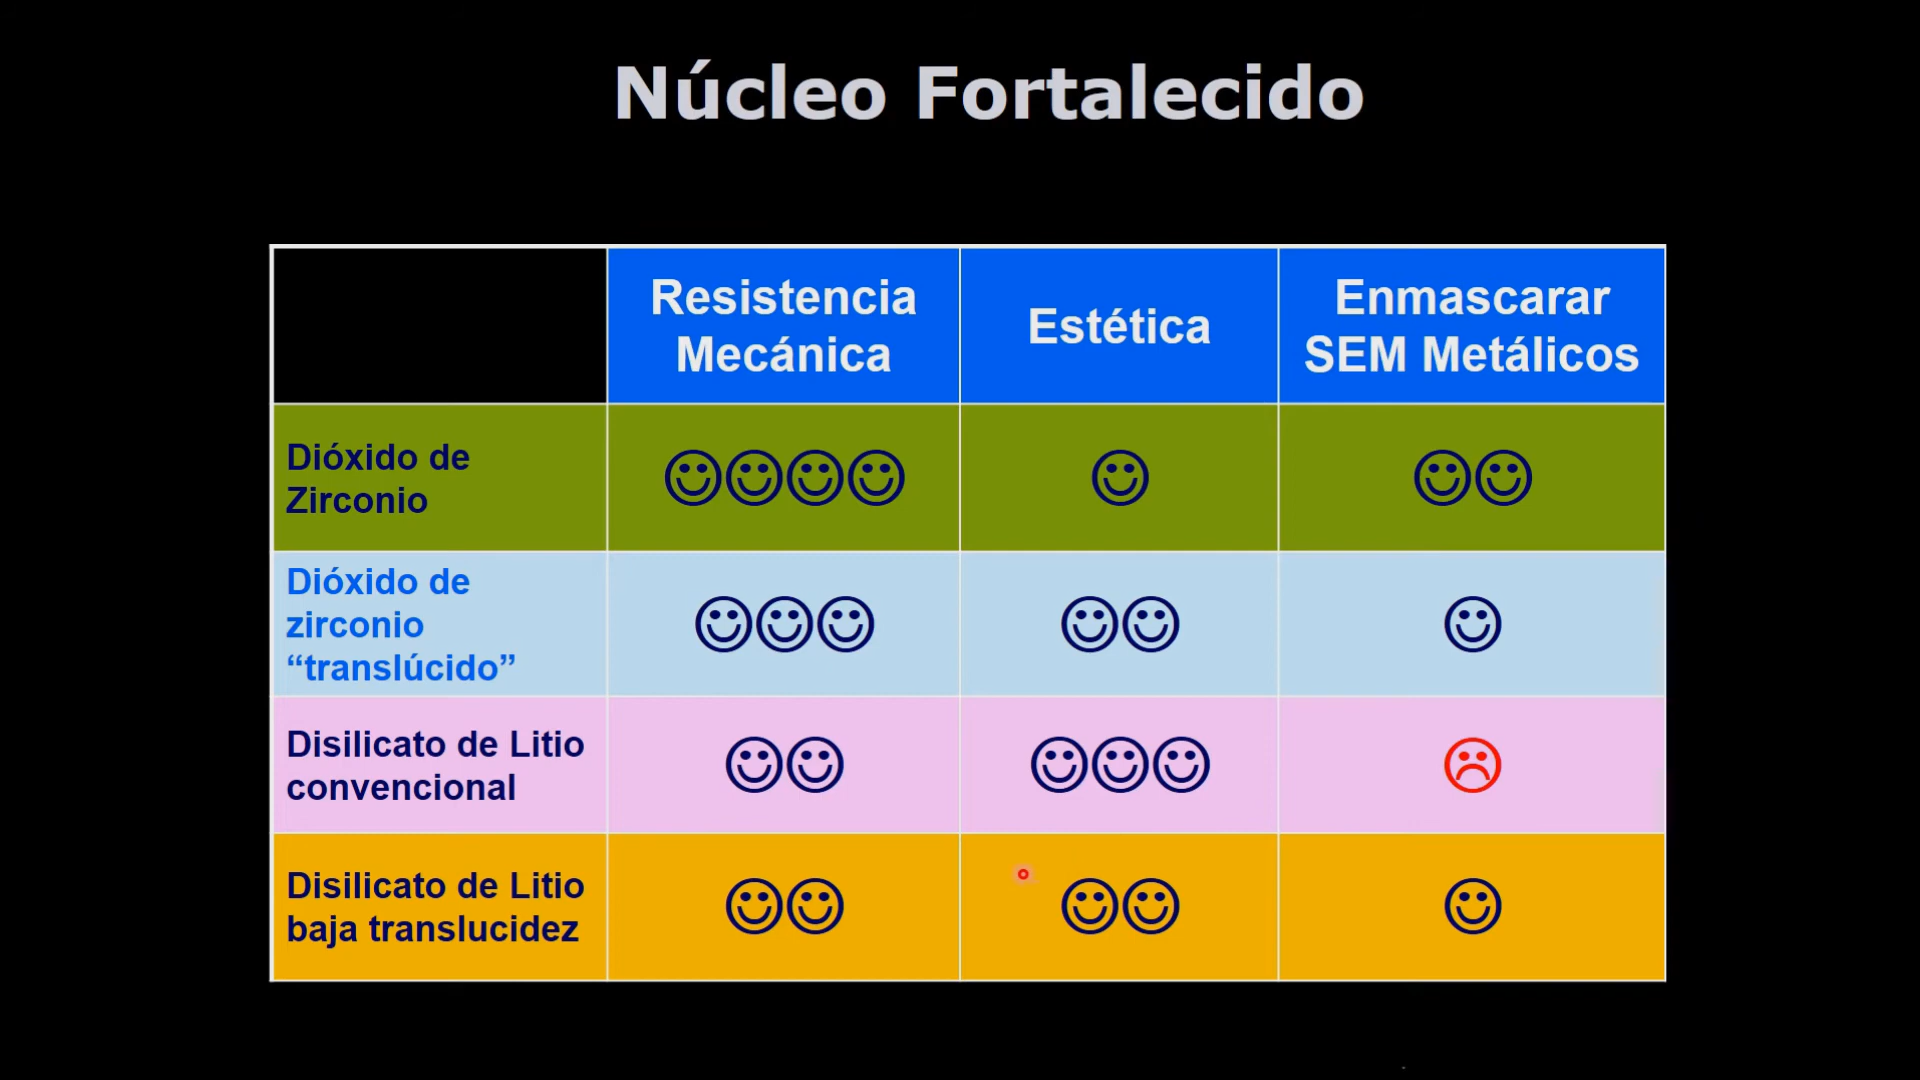 Núcleo Fortalecido
Resistencia
Mecánica
Estética
Enmascarar
SEM Metálicos
Dióxido de
Zirconio
Dióxido de
zirconio
“translúcido”
Disilicato de Litio
convencional
Disilicato de Litio
baja translucidez